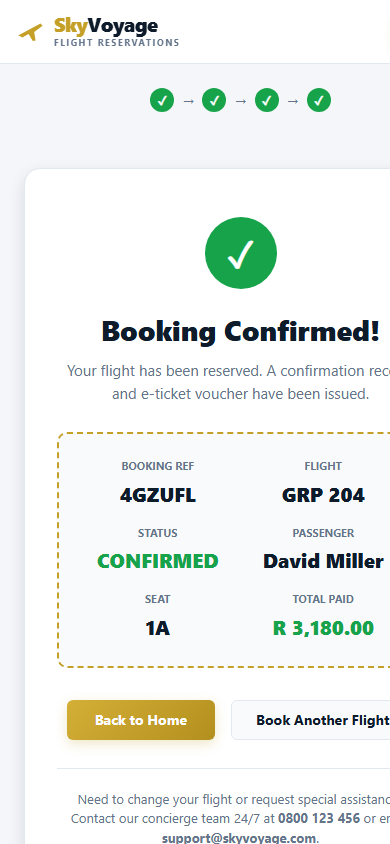 SkyVoyage
FLIGHT RESERVATIONS
✓ → ✓ → ✓ → ✓
✓
Booking Confirmed!
Your flight has been reserved. A confirmation
and e-ticket voucher have been issued.
BOOKING REF FLIGHT
4GZUFL GRP 204
STATUS PASSENGER
CONFIRMED David Miller
SEAT TOTAL PAID
1A R 3,180.00
Back to Home Book Another Flight
Need to change your flight or request special
Contact our concierge team 24/7 at 0800 123 456 or
support@skyvoyage.com.